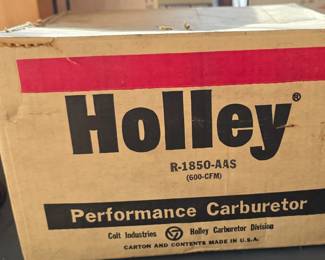 Holley®
R-1850-AAS
(600-CFM)
Performance Carburetor
Colt Industries Holley Carburetor Division
CARTON AND CONTENTS MADE IN U.S.A.